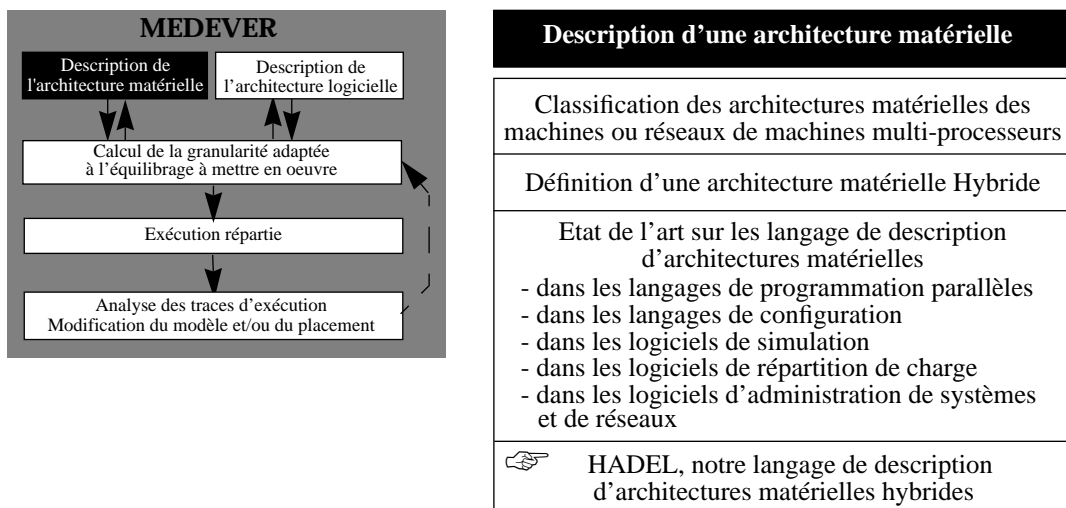 MEDEVER
Description de
l'architecture matérielle
Description de
l’architecture logicielle
Calcul de la granularité adaptée
à l’équilibrage à mettre en oeuvre
Exécution répartie
Analyse des traces d’exécution
Modification du modèle et/ou du placement
Description d’une architecture matérielle
Classification des architectures matérielles des
machines ou réseaux de machines multi-processeurs
Définition d’une architecture matérielle Hybride
Etat de l’art sur les langage de description
d’architectures matérielles
- dans les langages de programmation parallèles
- dans les langages de configuration
- dans les logiciels de simulation
- dans les logiciels de répartition de charge
- dans les logiciels d’administration de systèmes
et de réseaux
☞ HADEL, notre langage de description
d’architectures matérielles hybrides